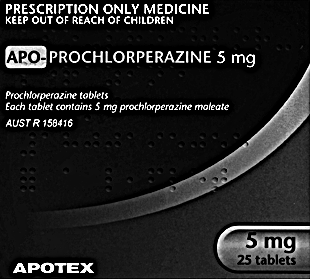 PRESCRIPTION ONLY MEDICINE
KEEP OUT OF REACH OF CHILDREN
APO-PROCHLORPERAZINE 5 mg
Prochlorperazine tablets
Each tablet contains 5 mg prochlorperazine maleate
AUST R 158416
5 mg
25 tablets
APOTEX